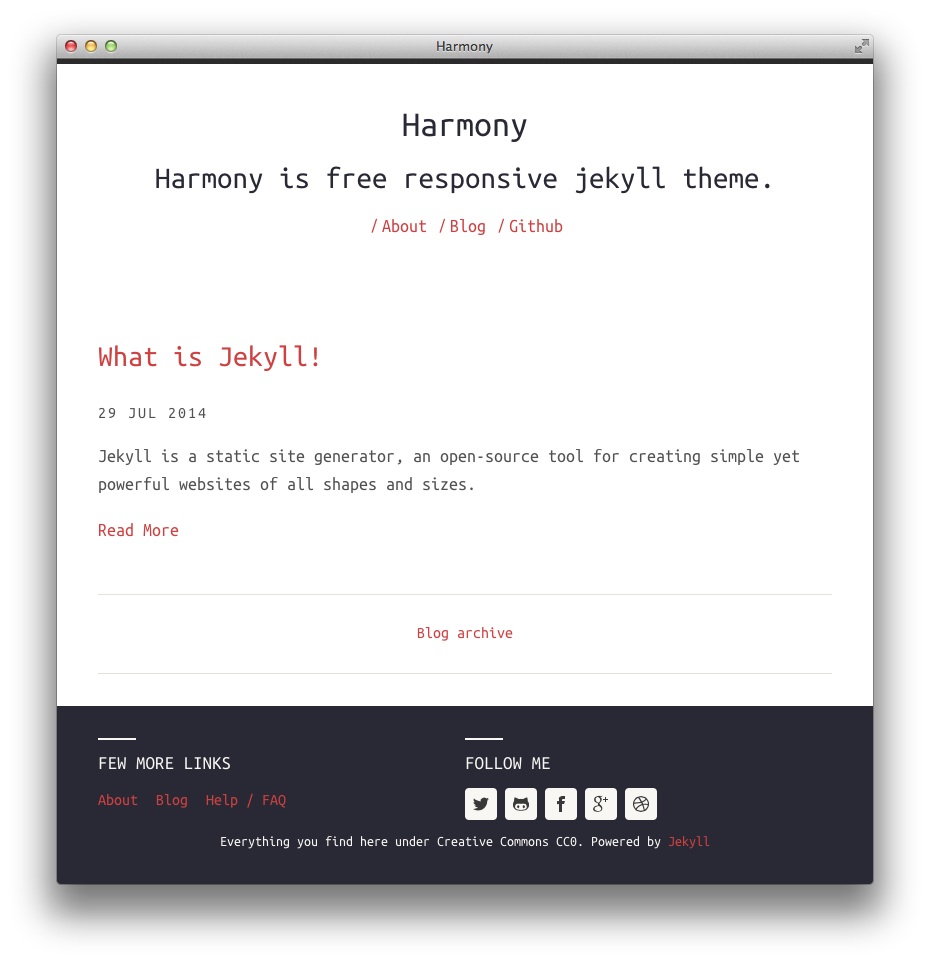 Harmony
Harmony
Harmony is free responsive jekyll theme.
/ About / Blog / Github
What is Jekyll!
29 JUL 2014
Jekyll is a static site generator, an open-source tool for creating simple yet
powerful websites of all shapes and sizes.
Read More
Blog archive
FEW MORE LINKS
About Blog Help / FAQ
FOLLOW ME
Everything you find here under Creative Commons CC0. Powered by Jekyll